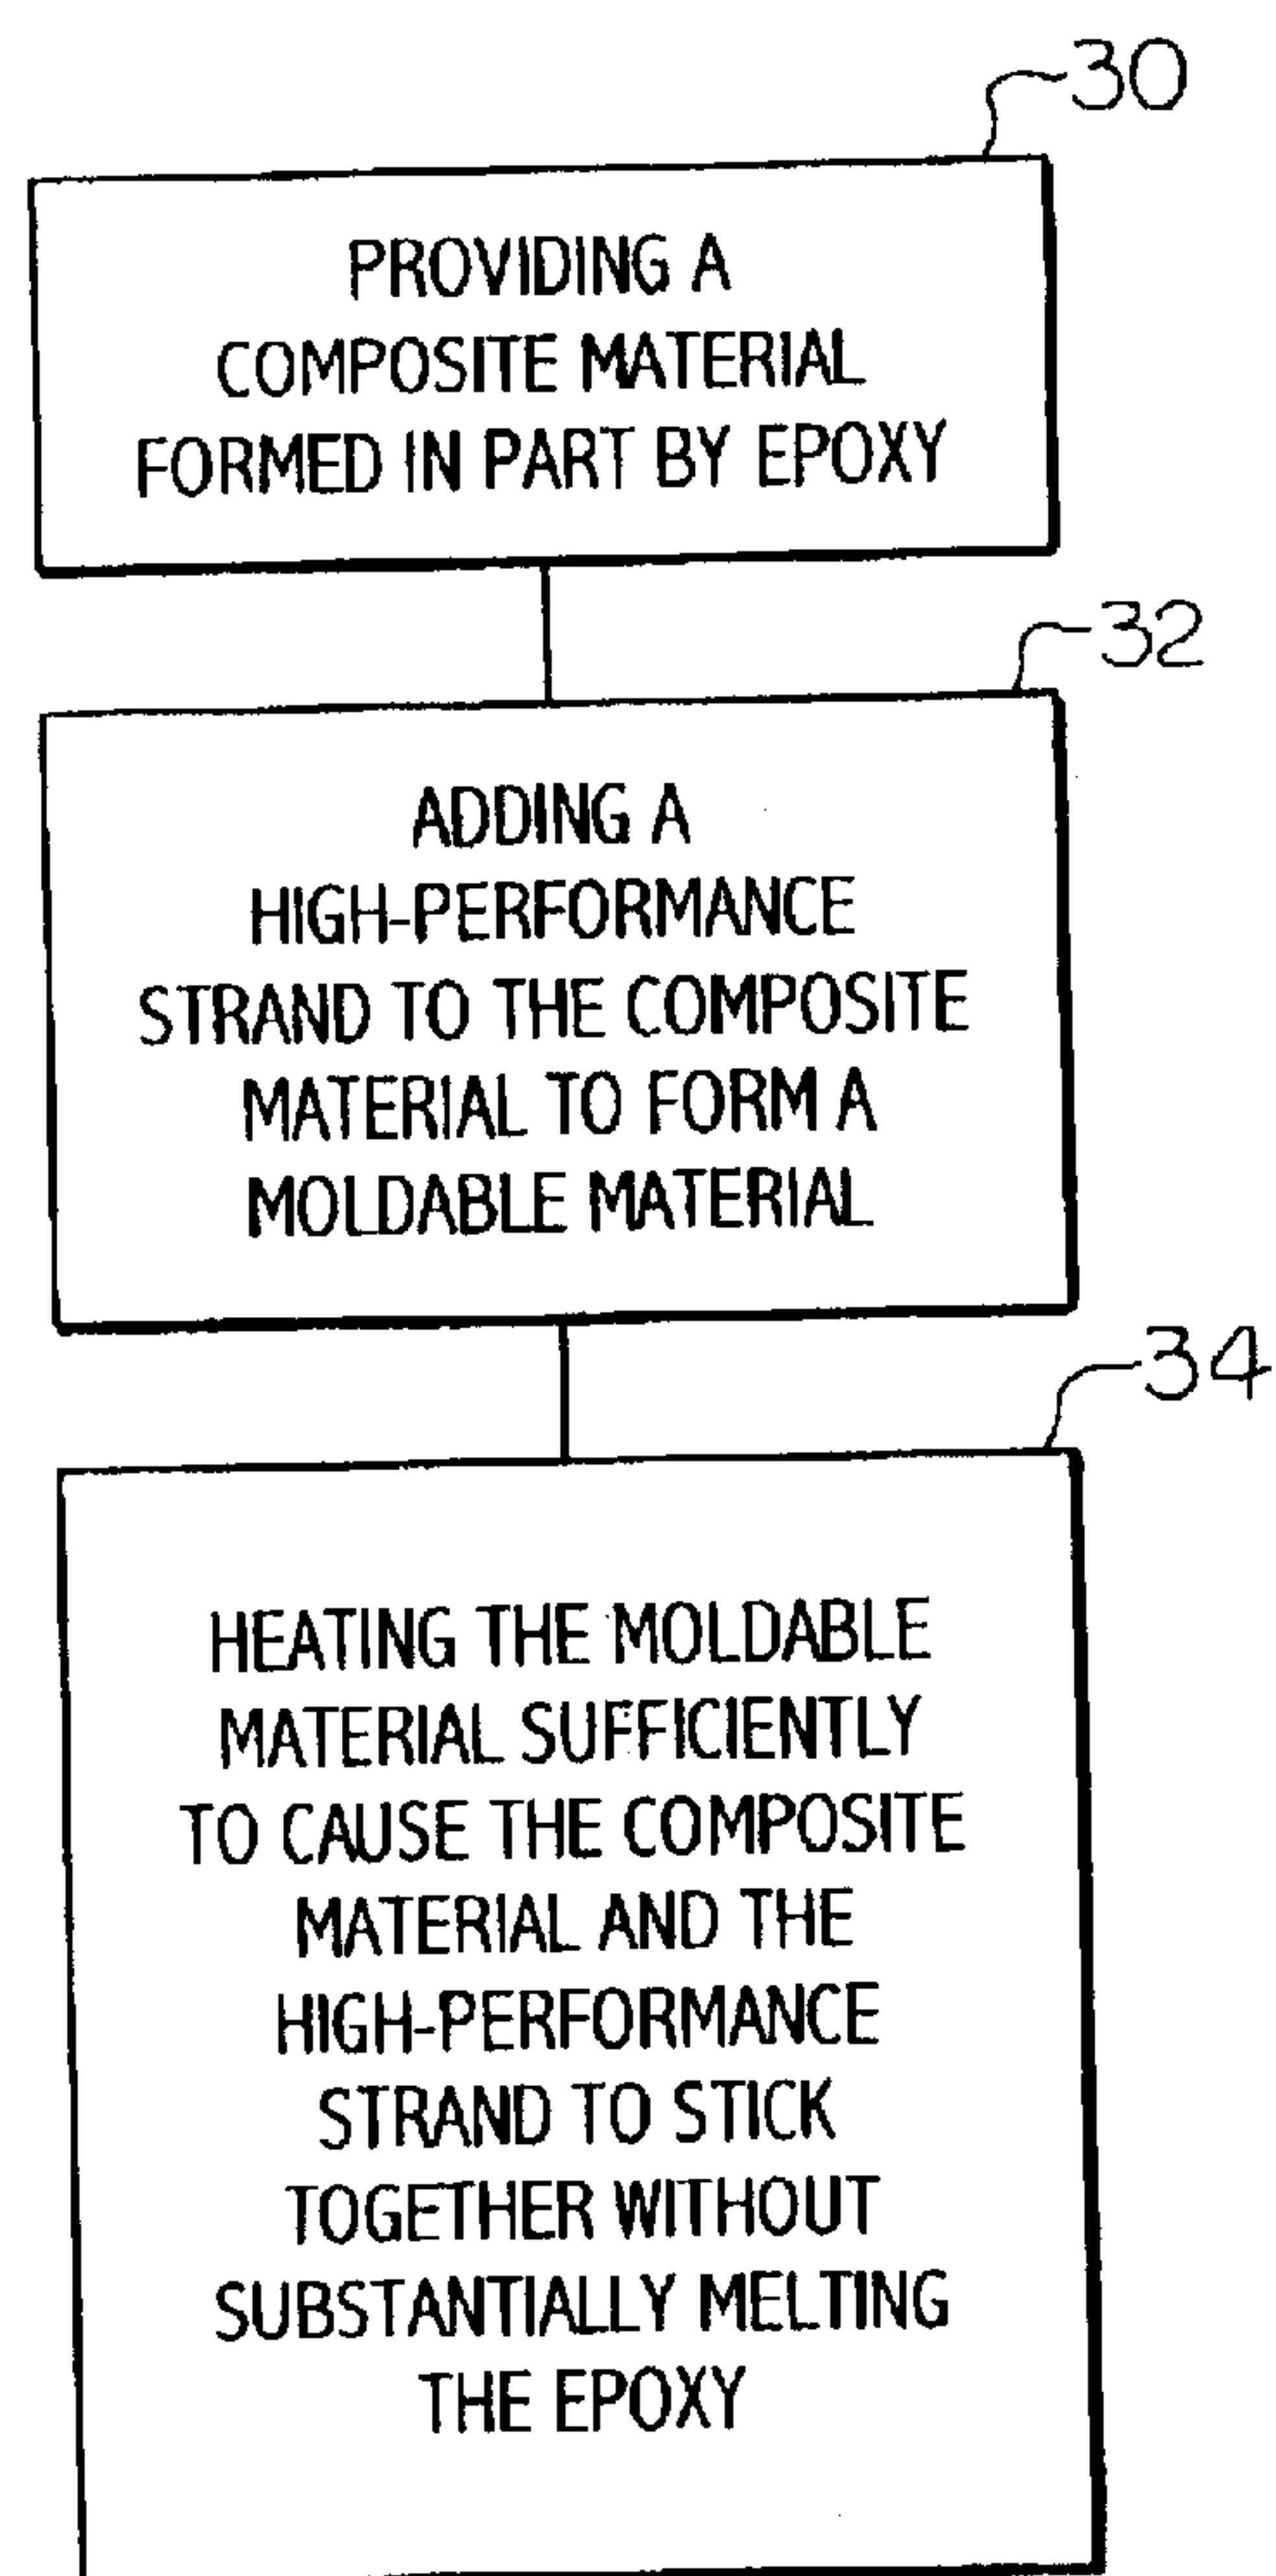 30
PROVIDING A
COMPOSITE MATERIAL
FORMED IN PART BY EPOXY
32
ADDING A
HIGH-PERFORMANCE
STRAND TO THE COMPOSITE
MATERIAL TO FORM A
MOLDABLE MATERIAL
34
HEATING THE MOLDABLE
MATERIAL SUFFICIENTLY
TO CAUSE THE COMPOSITE
MATERIAL AND THE
HIGH-PERFORMANCE
STRAND TO STICK
TOGETHER WITHOUT
SUBSTANTIALLY MELTING
THE EPOXY